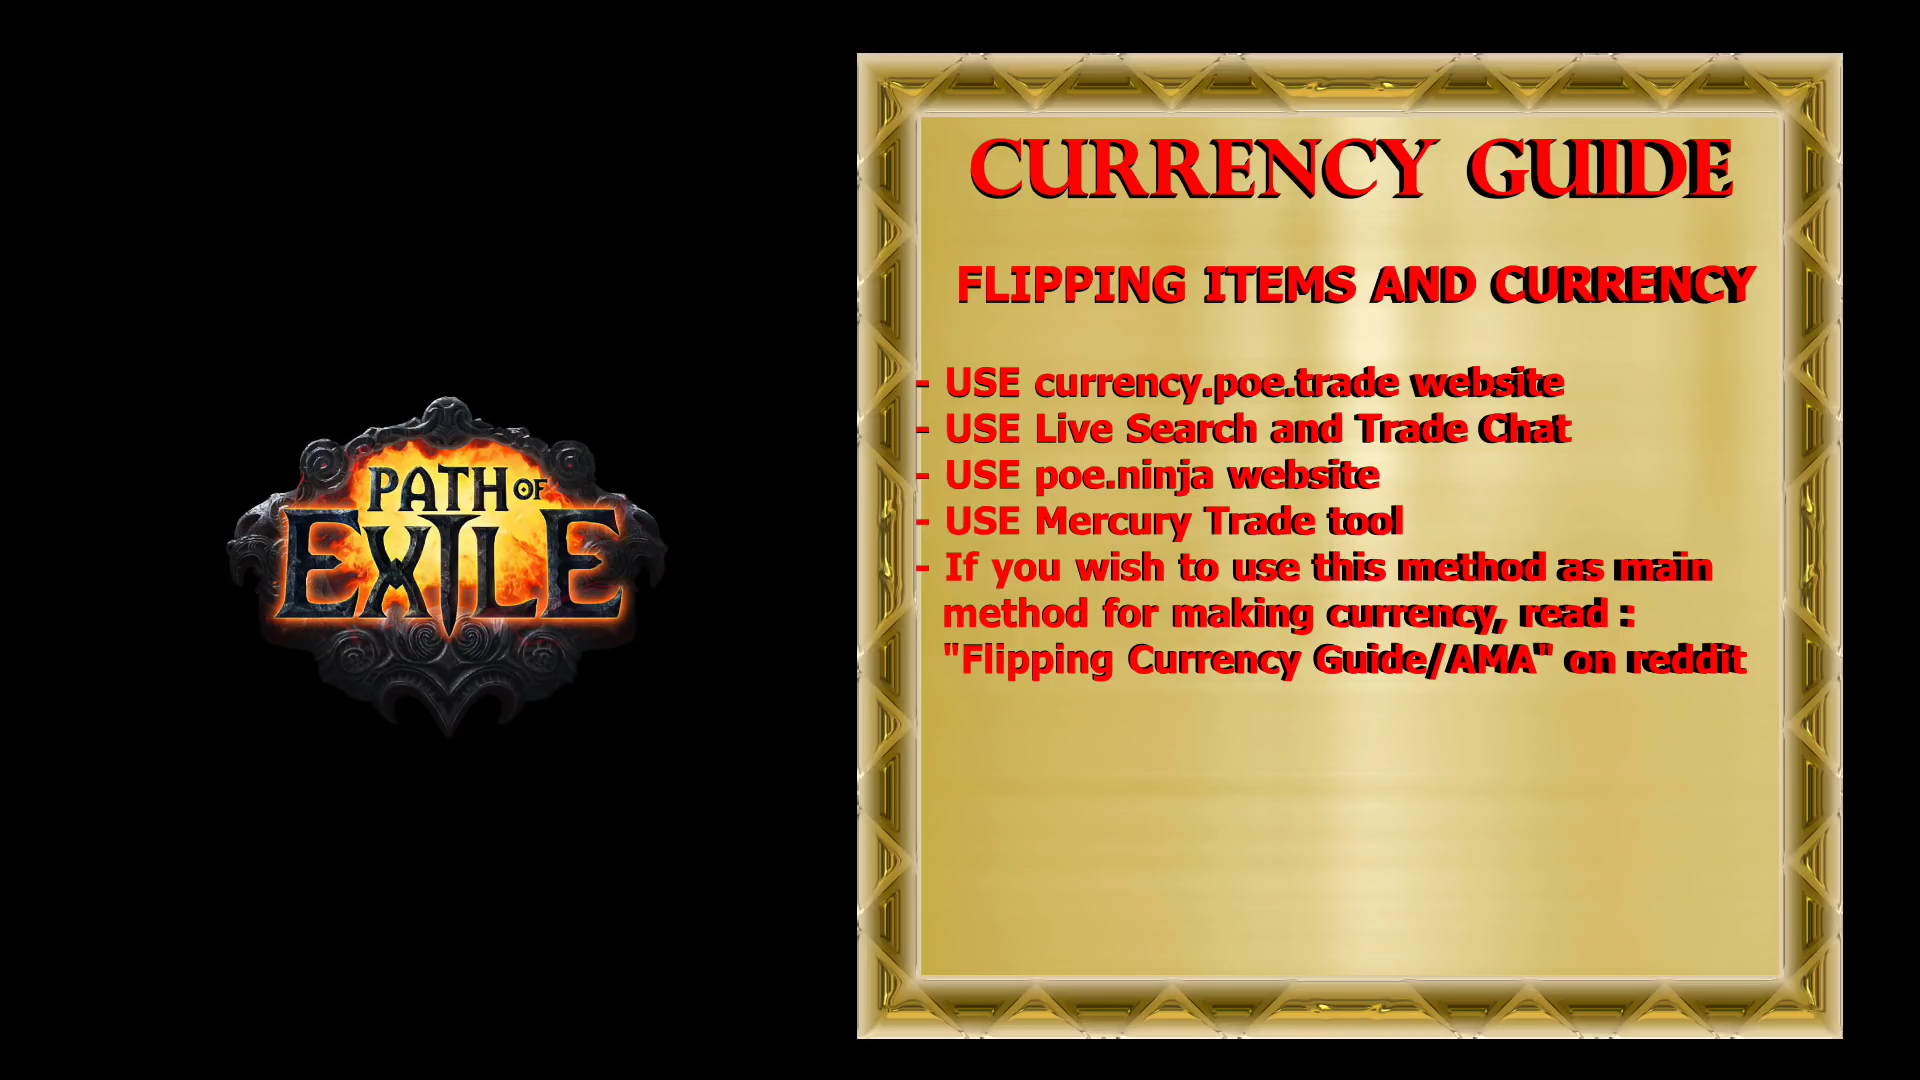 PATH OF
EXILE
CURRENCY GUIDE
FLIPPING ITEMS AND CURRENCY
- USE currency.poe.trade website
- USE Live Search and Trade Chat
- USE poe.ninja website
- USE Mercury Trade tool
- If you wish to use this method as main
method for making currency, read :
"Flipping Currency Guide/AMA" on reddit